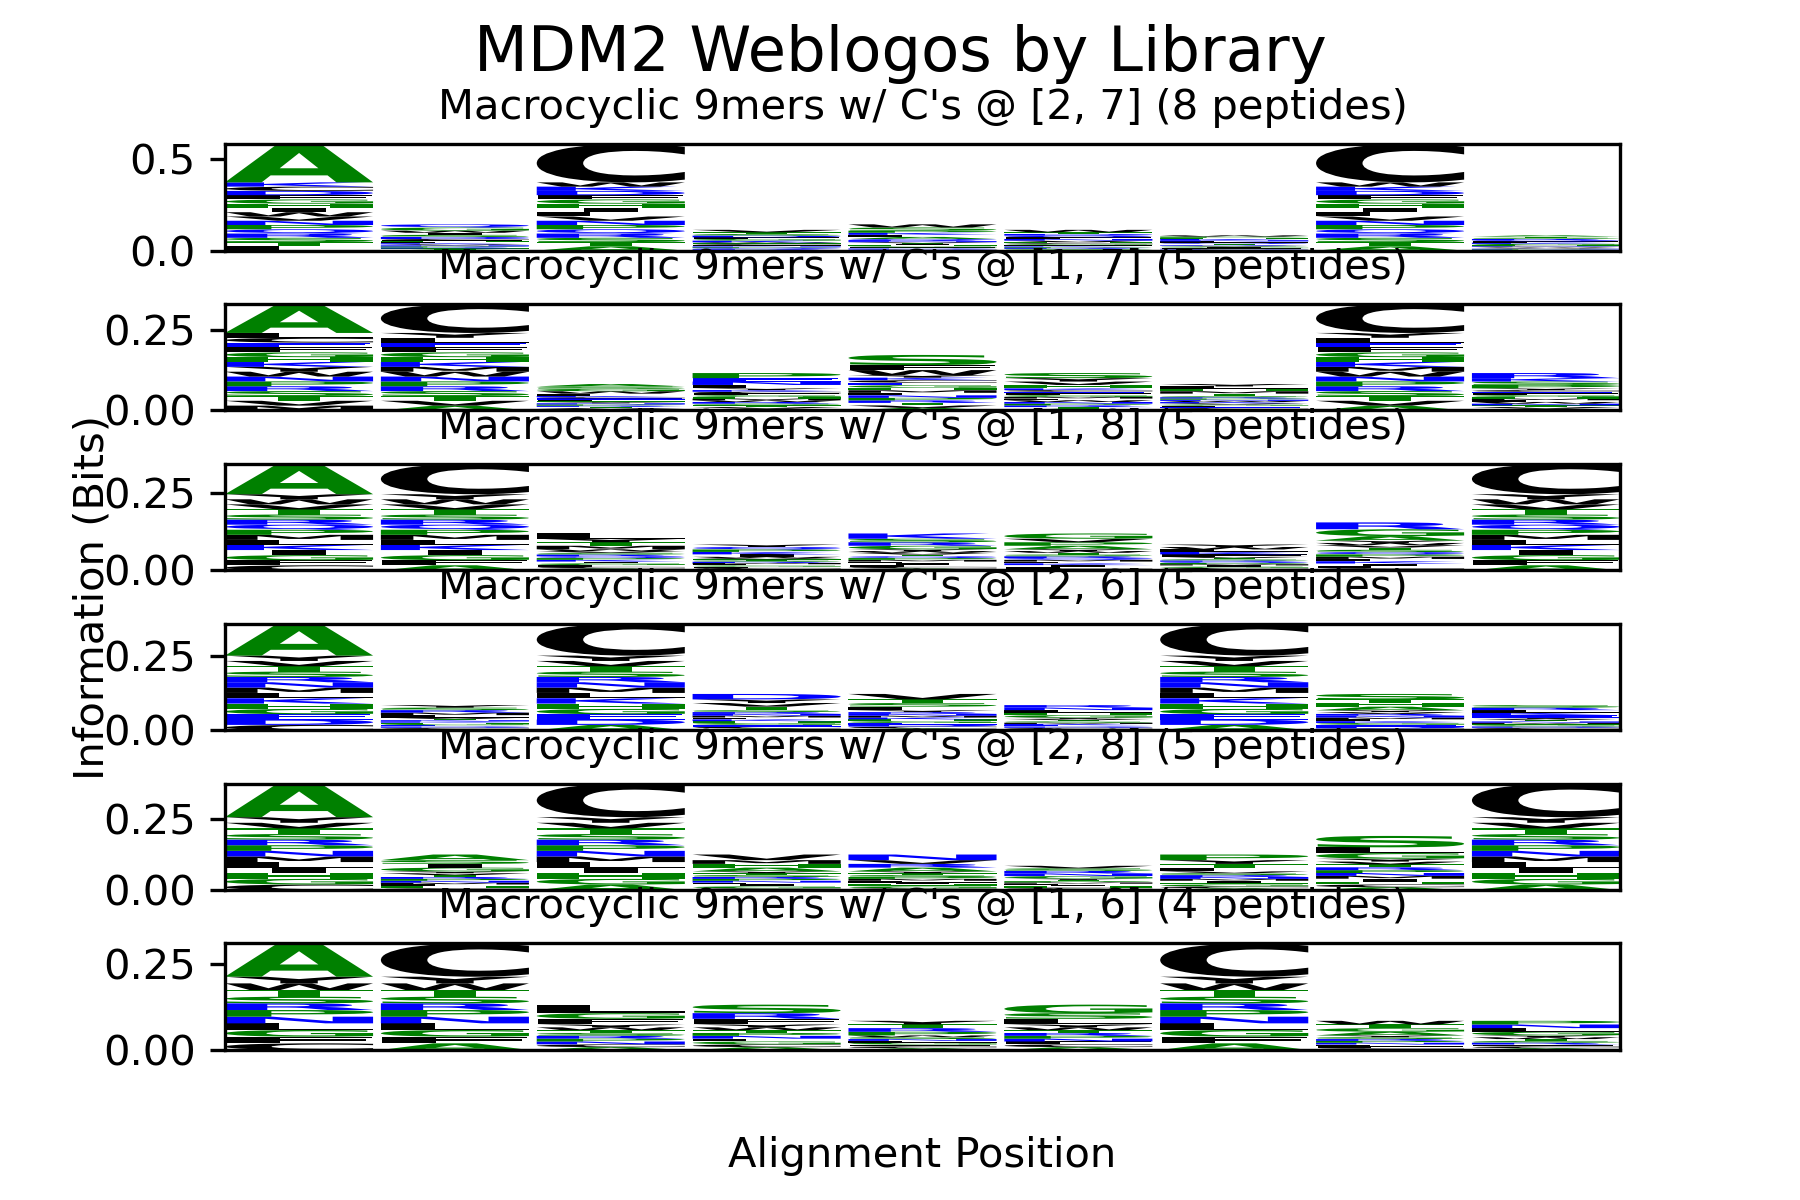 MDM2 Weblogos by Library
Macrocyclic 9mers w/ C's @ [2, 7] (8 peptides)
0.5
A C C
0.0
Macrocyclic 9mers w/ C's @ [1, 7] (5 peptides)
0.25
A C C
0.00
Macrocyclic 9mers w/ C's @ [1, 8] (5 peptides)
0.25
A C C
0.00
Macrocyclic 9mers w/ C's @ [2, 6] (5 peptides)
0.25
A C C
0.00
Macrocyclic 9mers w/ C's @ [2, 8] (5 peptides)
0.25
A C C
0.00
Macrocyclic 9mers w/ C's @ [1, 6] (4 peptides)
0.25
A C C
0.00
Information (Bits)
Alignment Position